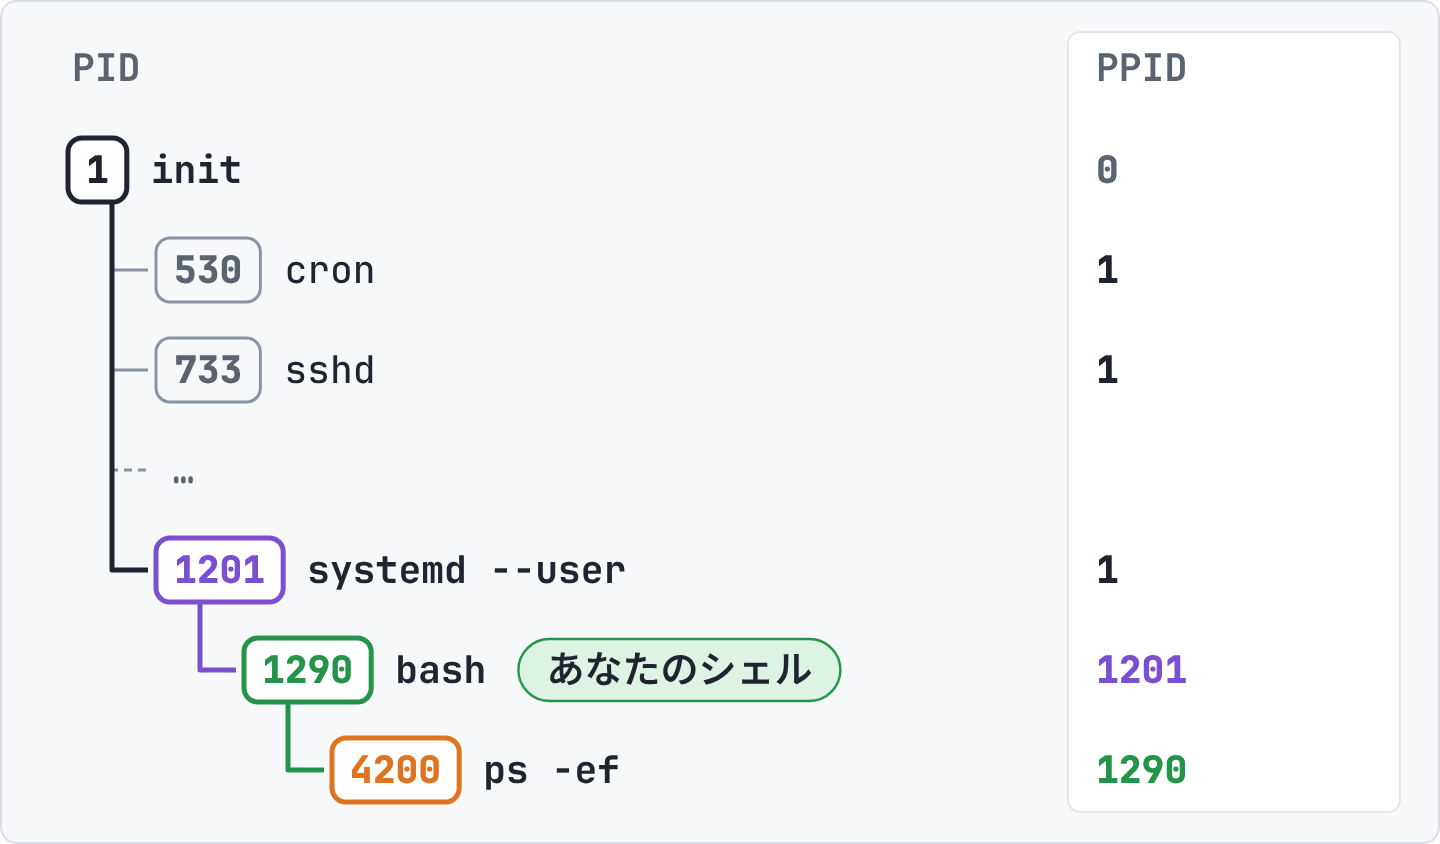 PID PPID
1 init 0
530 cron 1
733 sshd 1
…
1201 systemd --user 1
1290 bash あなたのシェル 1201
4200 ps -ef 1290